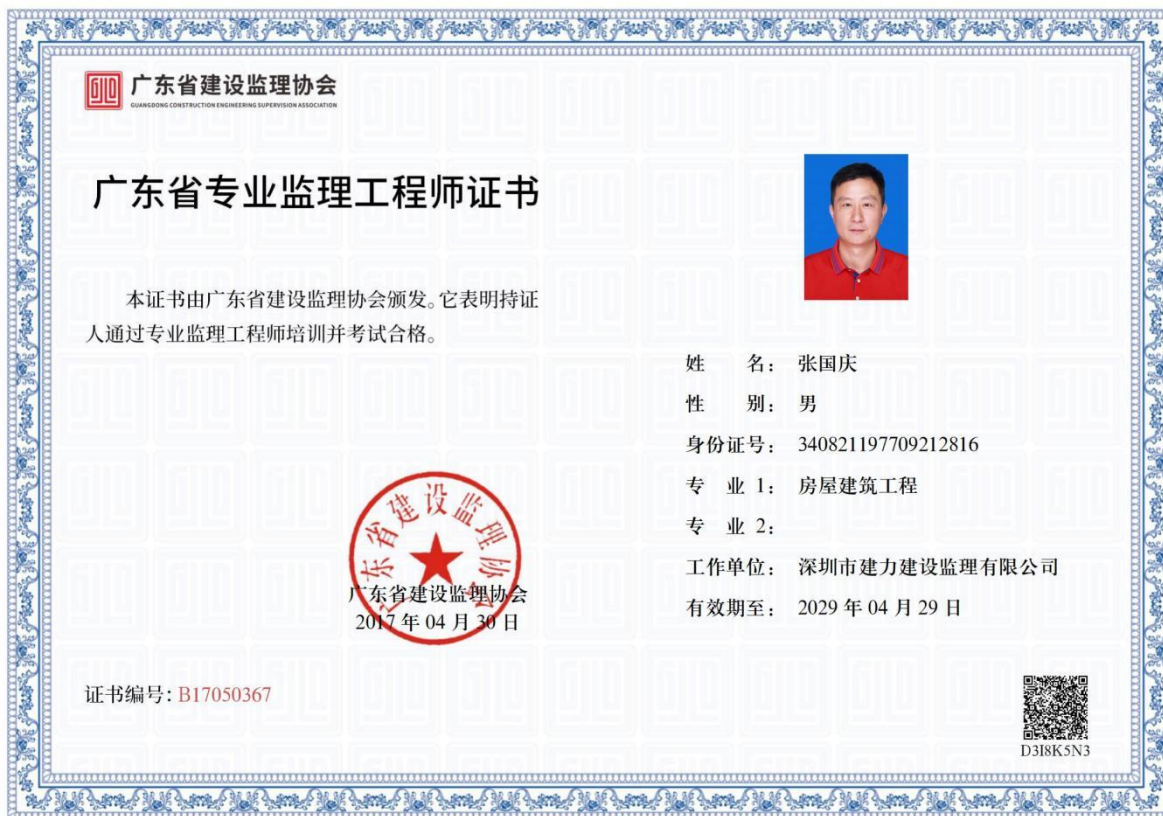 广东省建设监理协会
GUANGDONG CONSTRUCTION ENGINEERING SUPERVISION ASSOCIATION
广东省专业监理工程师证书
本证书由广东省建设监理协会颁发。它表明持证
人通过专业监理工程师培训并考试合格。
姓 名： 张国庆
性 别： 男
身份证号： 340821197709212816
专 业 1： 房屋建筑工程
专 业 2：
工作单位： 深圳市建力建设监理有限公司
有效期至： 2029 年 04 月 29 日
广东省建设监理协会
广东省建设监理协会
2017 年 04 月 30 日
证书编号：B17050367
D3I8K5N3